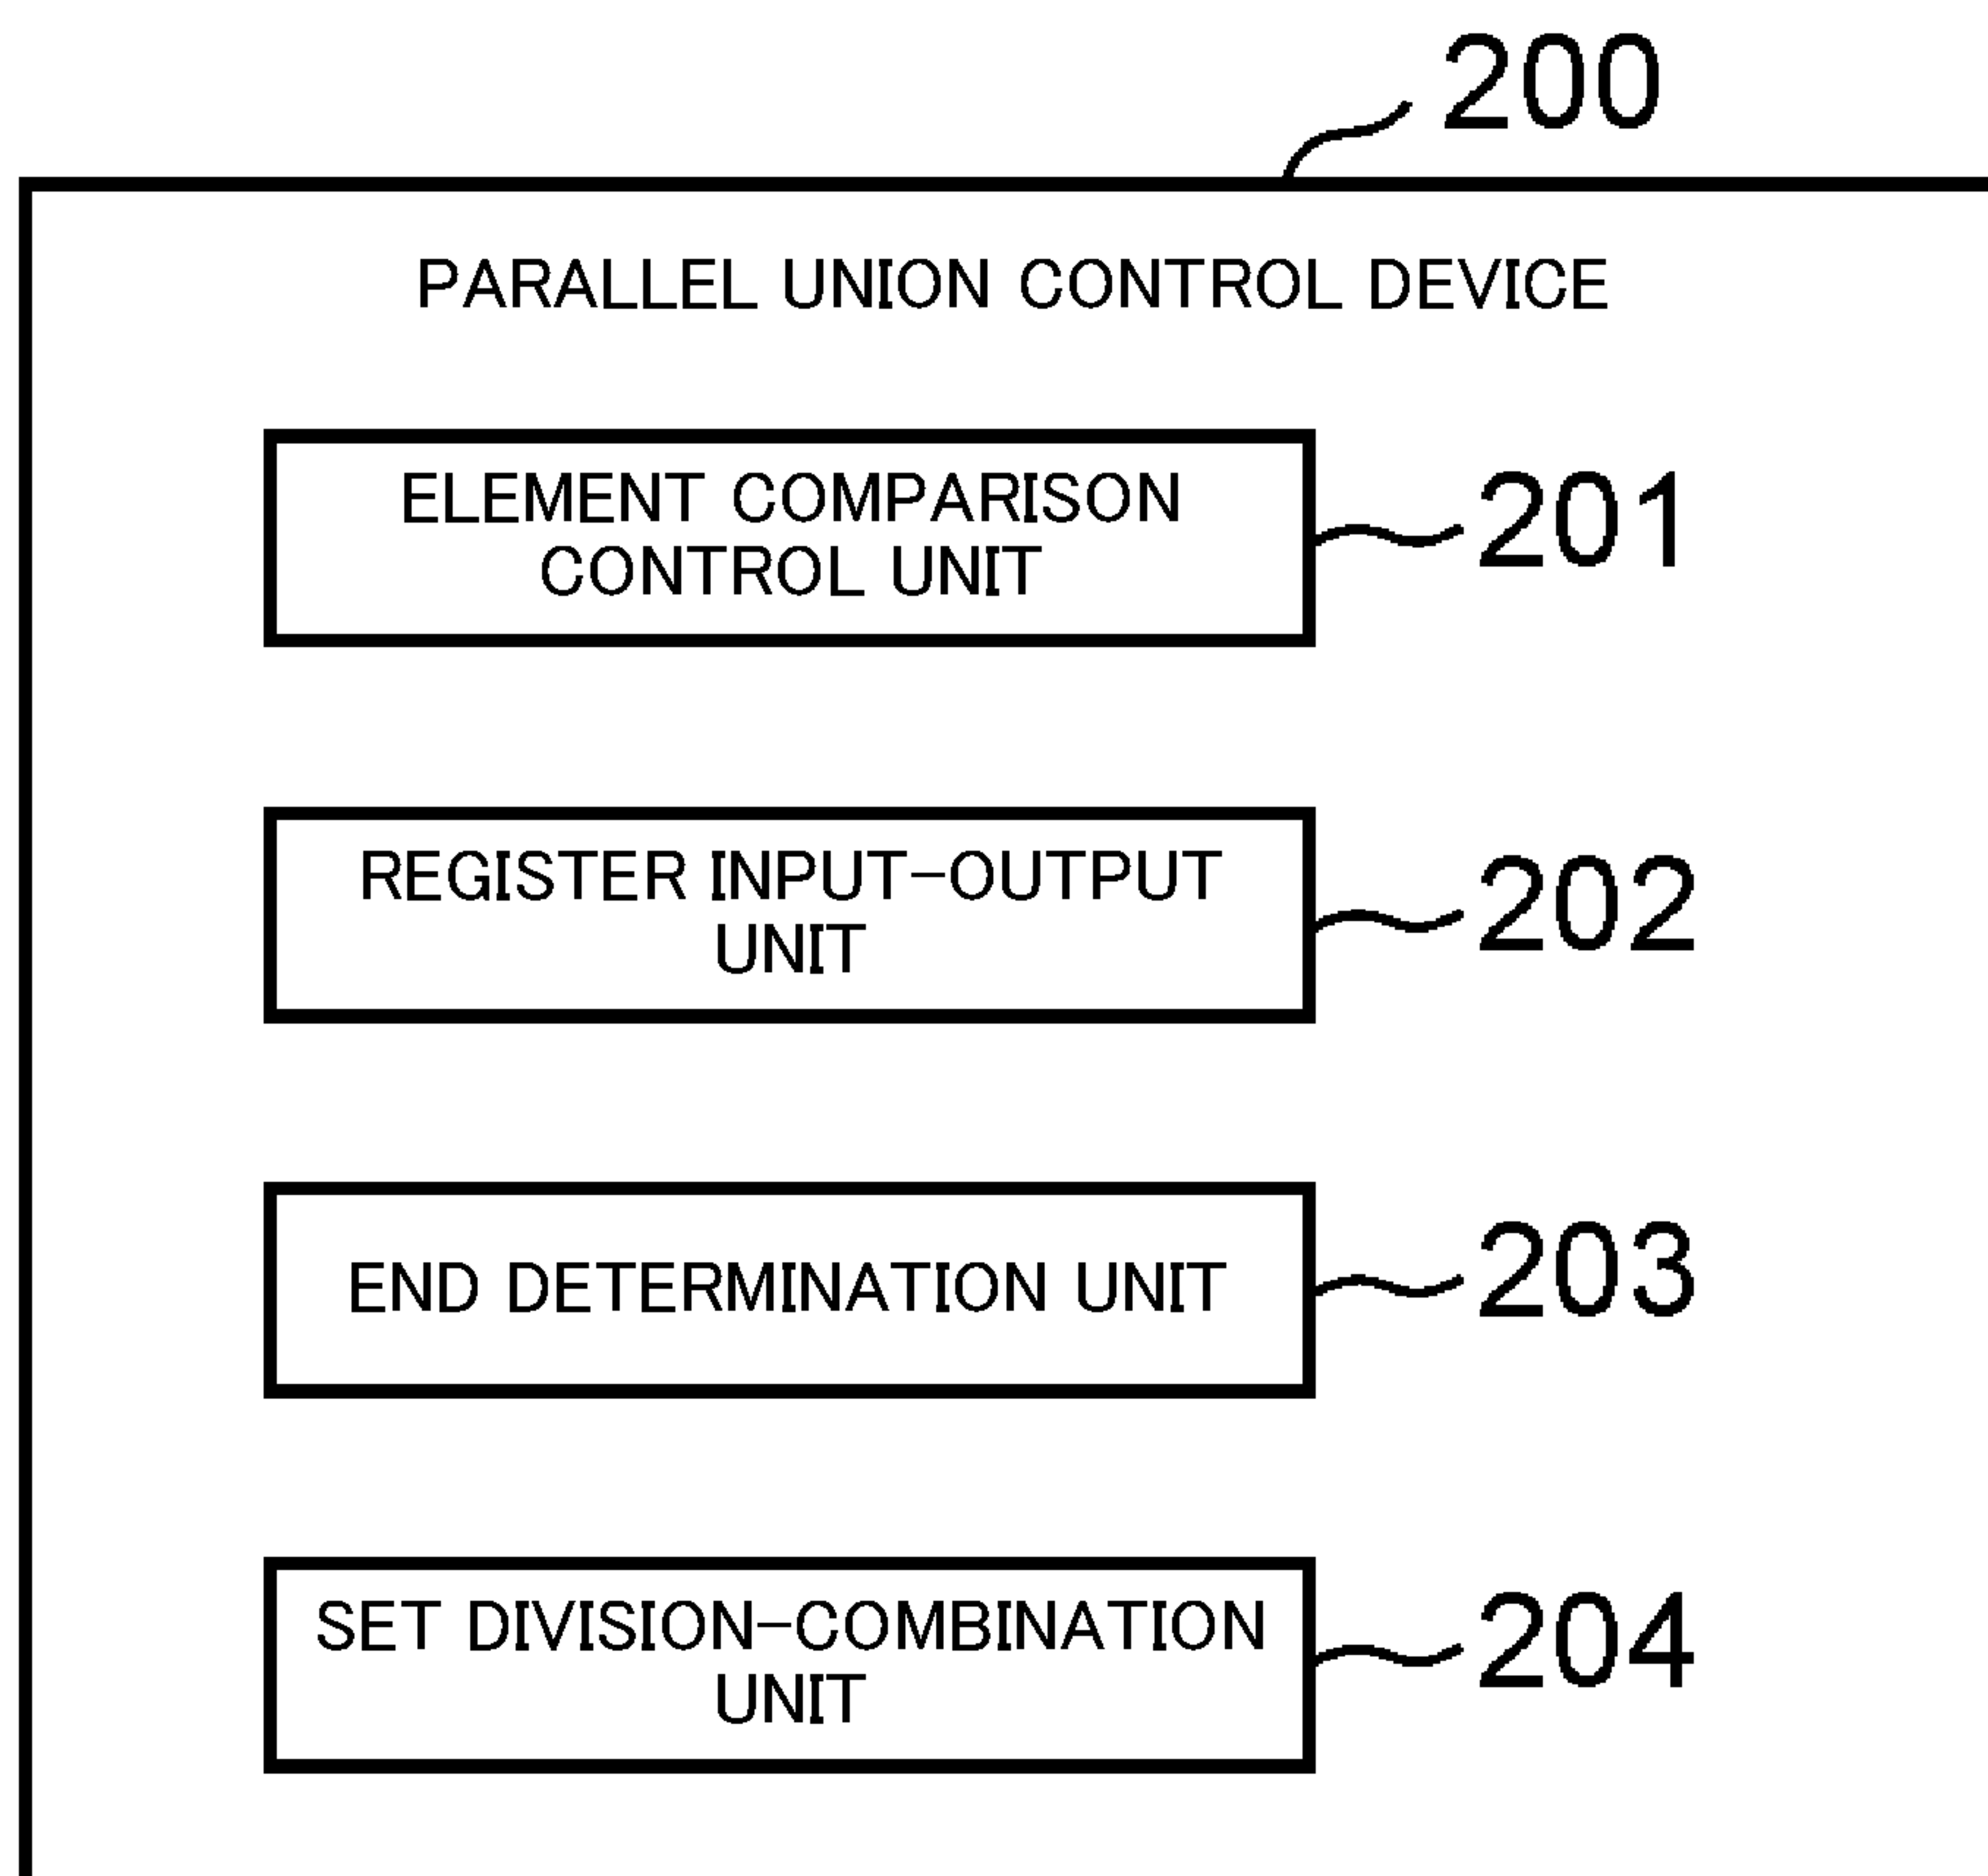 200
PARALLEL UNION CONTROL DEVICE
ELEMENT COMPARISON
CONTROL UNIT
201
REGISTER INPUT-OUTPUT
UNIT
202
END DETERMINATION UNIT
203
SET DIVISION-COMBINATION
UNIT
204